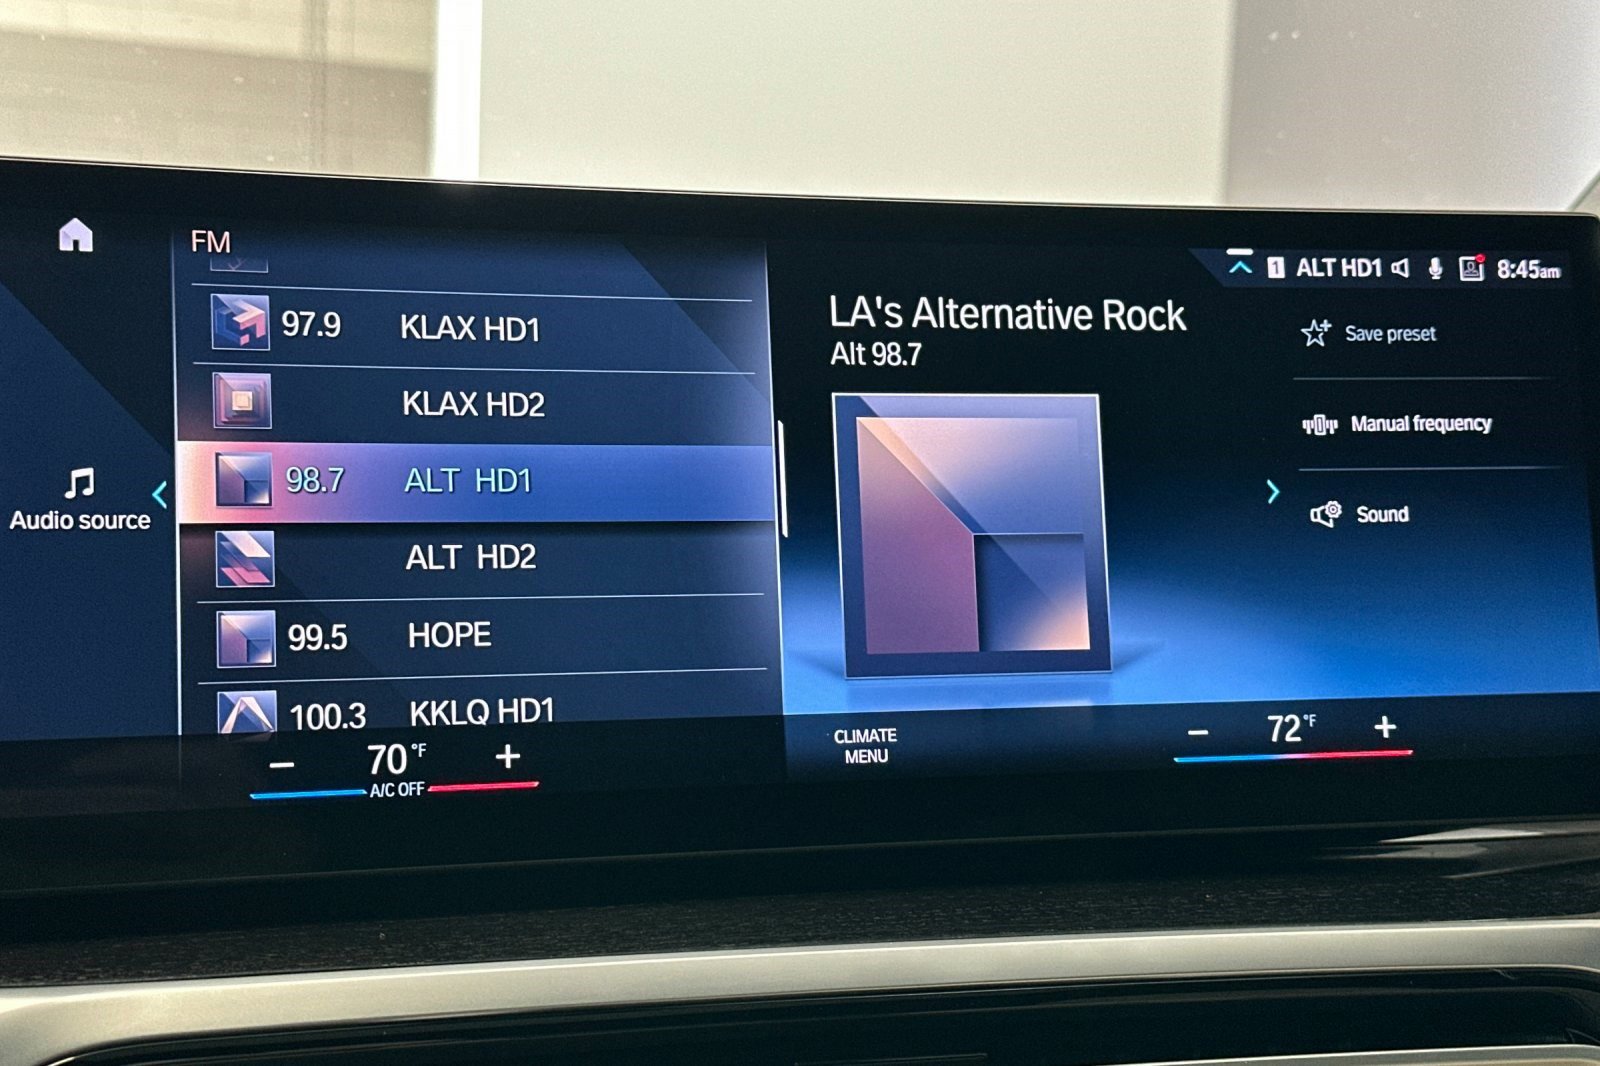 FM
1 ALT HD1 8:45am
97.9 KLAX HD1
KLAX HD2
98.7 ALT HD1
ALT HD2
99.5 HOPE
100.3 KKLQ HD1
Audio source
LA's Alternative Rock
Alt 98.7
Save preset
Manual frequency
Sound
− 70°F +
A/C OFF
CLIMATE
MENU
− 72°F +